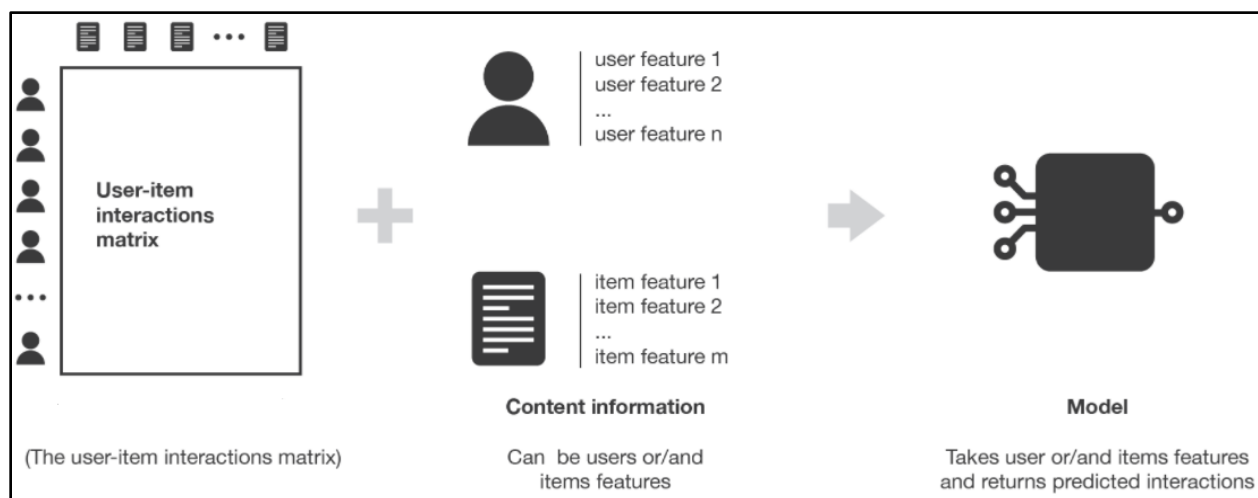 User-item
interactions
matrix
(The user-item interactions matrix)
user feature 1
user feature 2
...
user feature n
item feature 1
item feature 2
...
item feature m
Content information
Can be users or/and
items features
Model
Takes user or/and items features
and returns predicted interactions